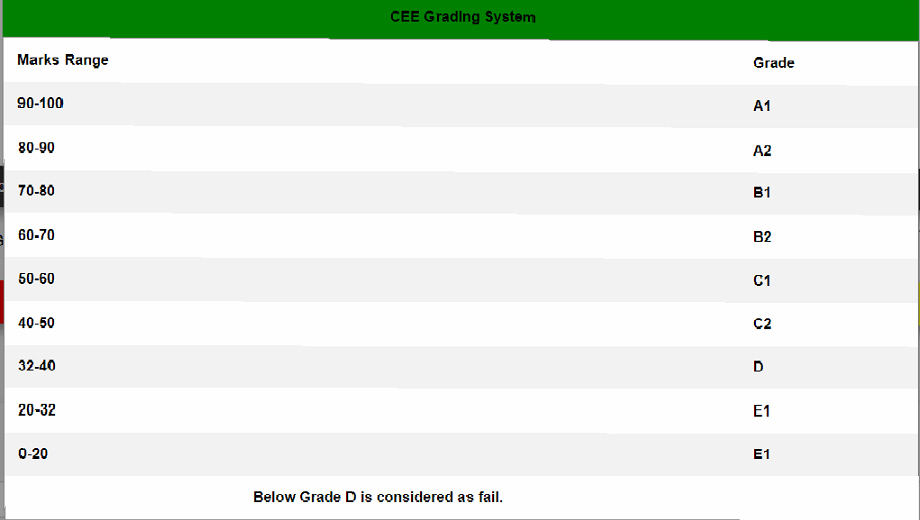 CEE Grading System
Marks Range Grade
90-100 A1
80-90 A2
70-80 B1
60-70 B2
50-60 C1
40-50 C2
32-40 D
20-32 E1
0-20 E1
Below Grade D is considered as fail.